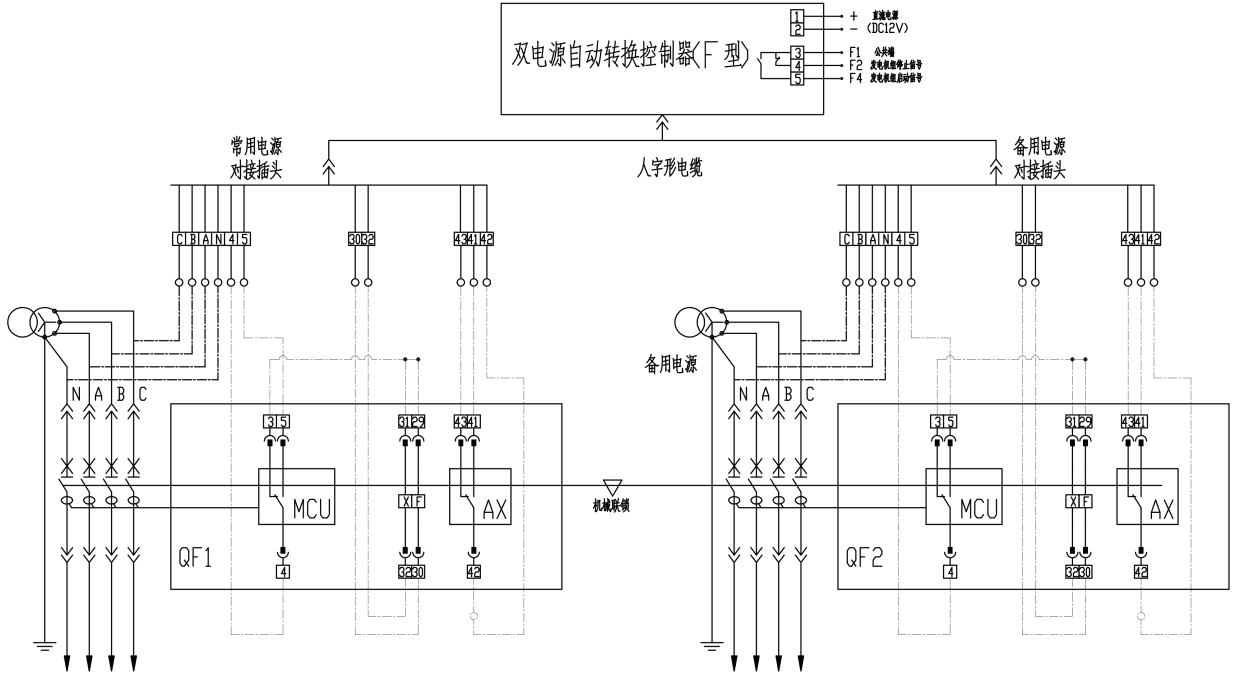 双电源自动转换控制器(F 型)
1 + 直流电源
2 − (DC12V)
3 F1 公共端
4 F2 发电机组停止信号
5 F4 发电机组启动信号
常用电源
对接插头
人字形电缆
备用电源
对接插头
C B A N 4 5 30 32 43 41 42
C B A N 4 5 30 32 43 41 42
备用电源
N A B C
N A B C
3 5 31 29 43 41
3 5 31 29 43 41
MCU X F AX
机械联锁
MCU X F AX
QF1
QF2
4 32 30 42
4 32 30 42